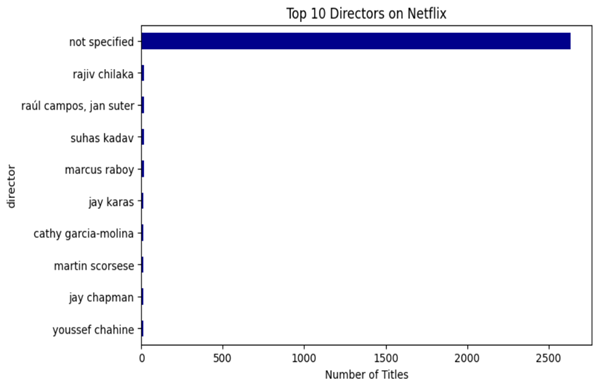 Top 10 Directors on Netflix
not specified
rajiv chilaka
raúl campos, jan suter
suhas kadav
marcus raboy
jay karas
cathy garcia-molina
martin scorsese
jay chapman
youssef chahine
director
0 500 1000 1500 2000 2500
Number of Titles